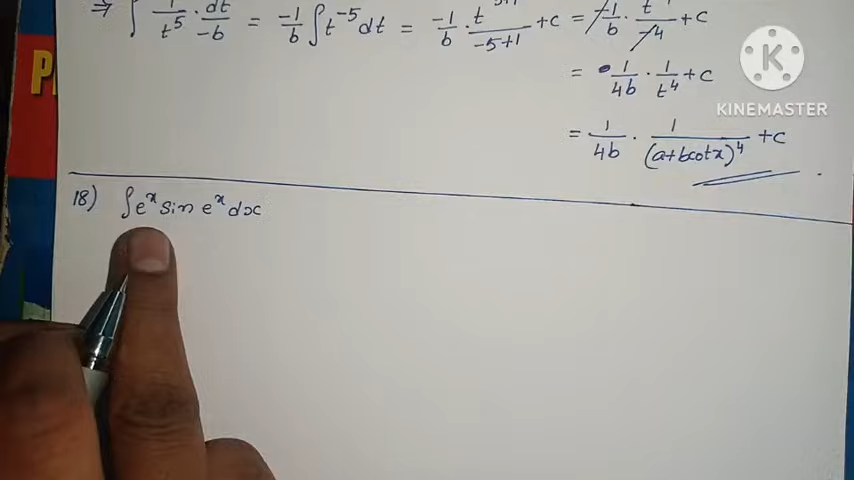 ⇒ ∫ 1/t⁵ · dt/-b = -1/b ∫ t⁻⁵ dt = -1/b · t/-5+1 + c = -1/b · t/-4 + c
= 1/4b · 1/t⁴ + c
KINEMASTER
= 1/4b · 1/(a+bcotx)⁴ + c
18) ∫eˣ sin eˣ dx
P